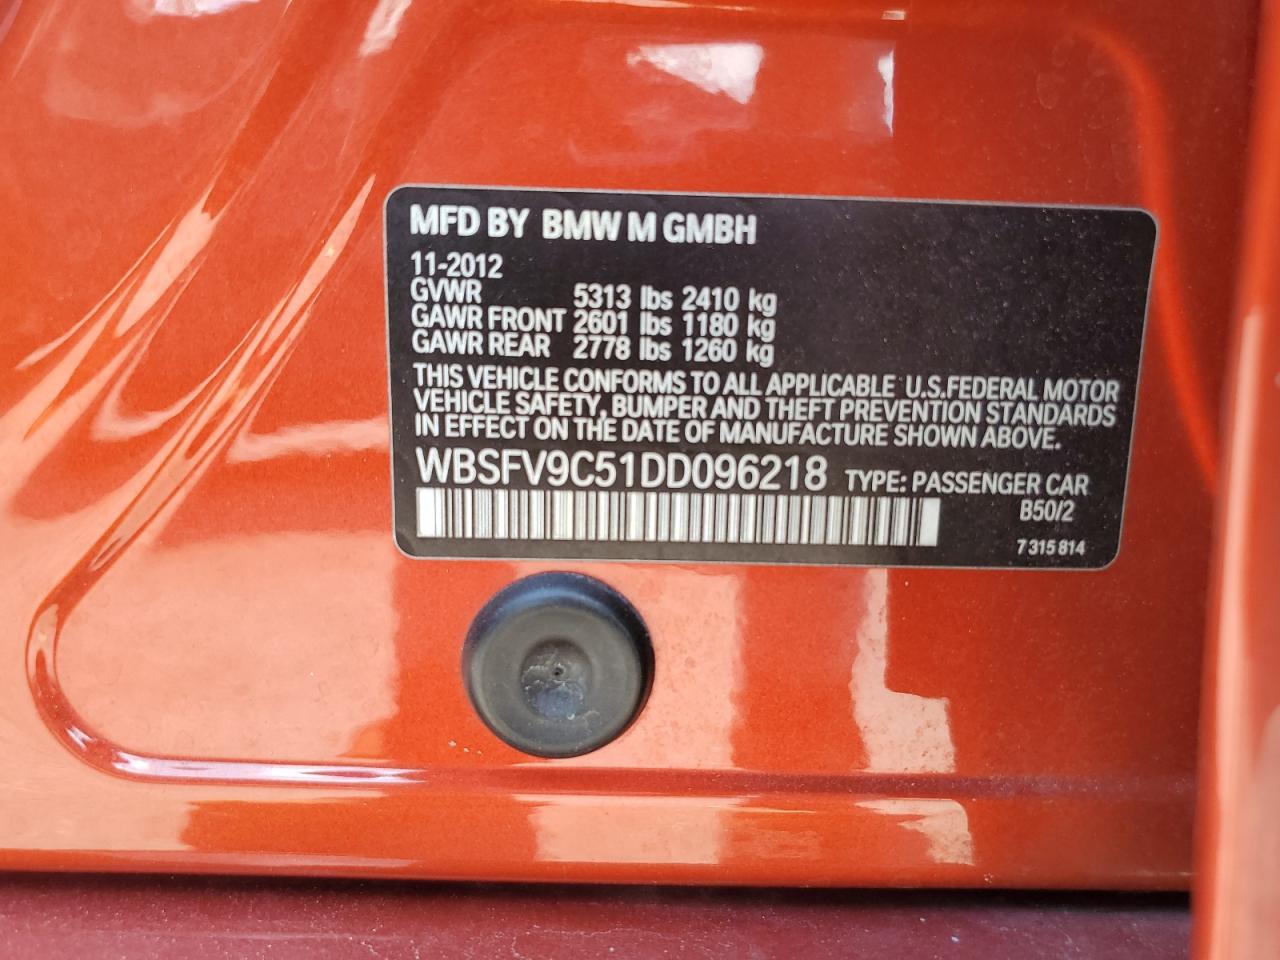 MFD BY BMW M GMBH
11-2012
GVWR 5313 lbs 2410 kg
GAWR FRONT 2601 lbs 1180 kg
GAWR REAR 2778 lbs 1260 kg
THIS VEHICLE CONFORMS TO ALL APPLICABLE U.S.FEDERAL MOTOR
VEHICLE SAFETY, BUMPER AND THEFT PREVENTION STANDARDS
IN EFFECT ON THE DATE OF MANUFACTURE SHOWN ABOVE.
WBSFV9C51DD096218 TYPE: PASSENGER CAR
B50/2
7 315 814